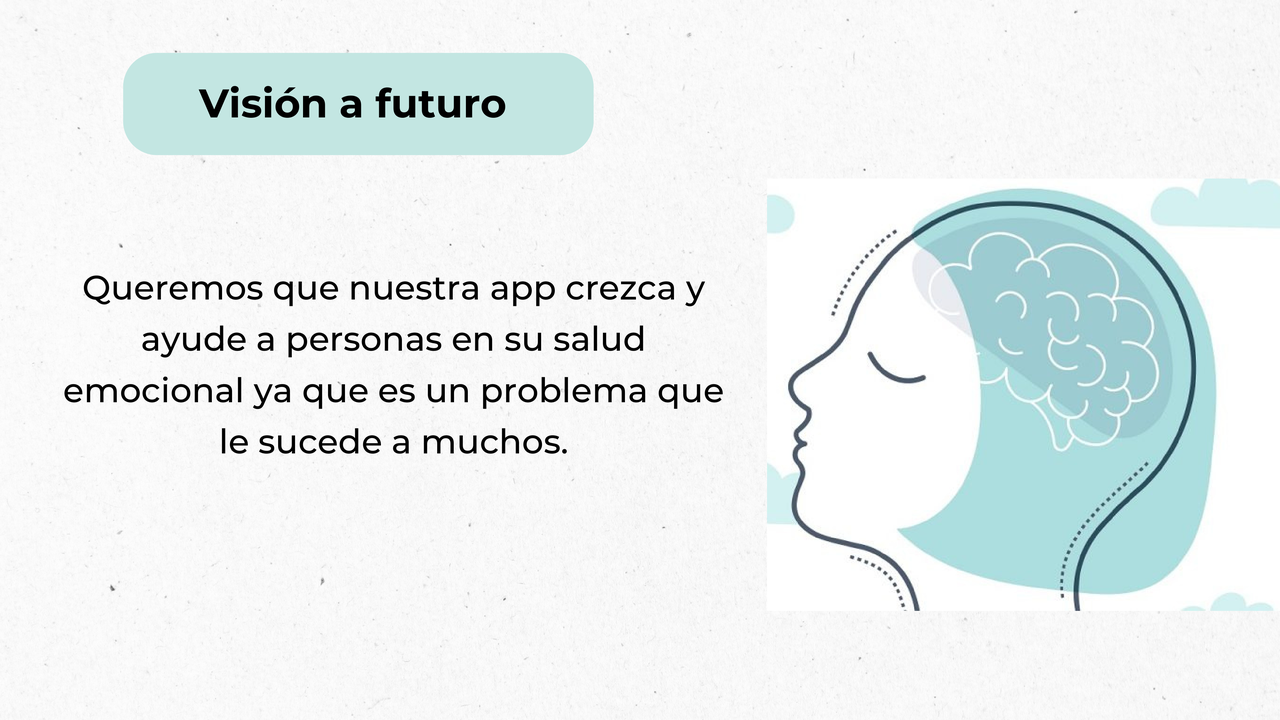 Visión a futuro
Queremos que nuestra app crezca y
ayude a personas en su salud
emocional ya que es un problema que
le sucede a muchos.